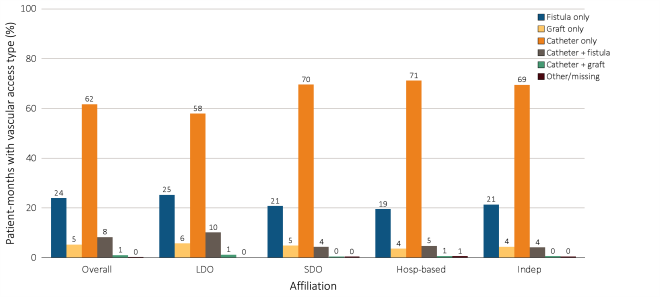 Patient-months with vascular access type (%)
100
80
60
40
20
0
Fistula only
Graft only
Catheter only
Catheter + fistula
Catheter + graft
Other/missing
24
5
62
8
1
0
25
6
58
10
1
0
21
5
70
4
0
0
19
4
71
5
1
1
21
4
69
4
0
0
Overall
LDO
SDO
Hosp-based
Indep
Affiliation